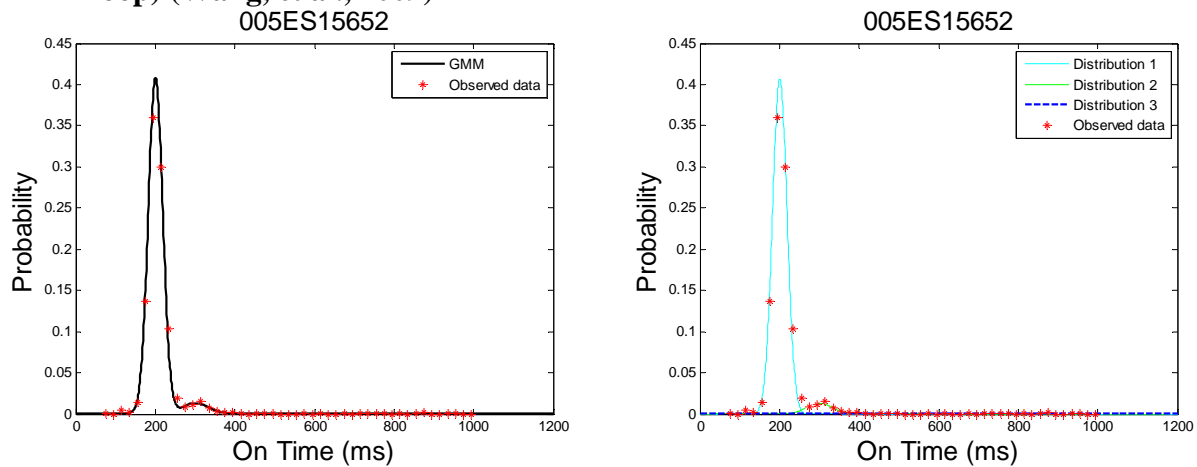 005ES15652
0.45
0.4
0.35
0.3
0.25
0.2
0.15
0.1
0.05
0
Probability
0 200 400 600 800 1000 1200
On Time (ms)
GMM
Observed data
005ES15652
0.45
0.4
0.35
0.3
0.25
0.2
0.15
0.1
0.05
0
Probability
0 200 400 600 800 1000 1200
On Time (ms)
Distribution 1
Distribution 2
Distribution 3
Observed data